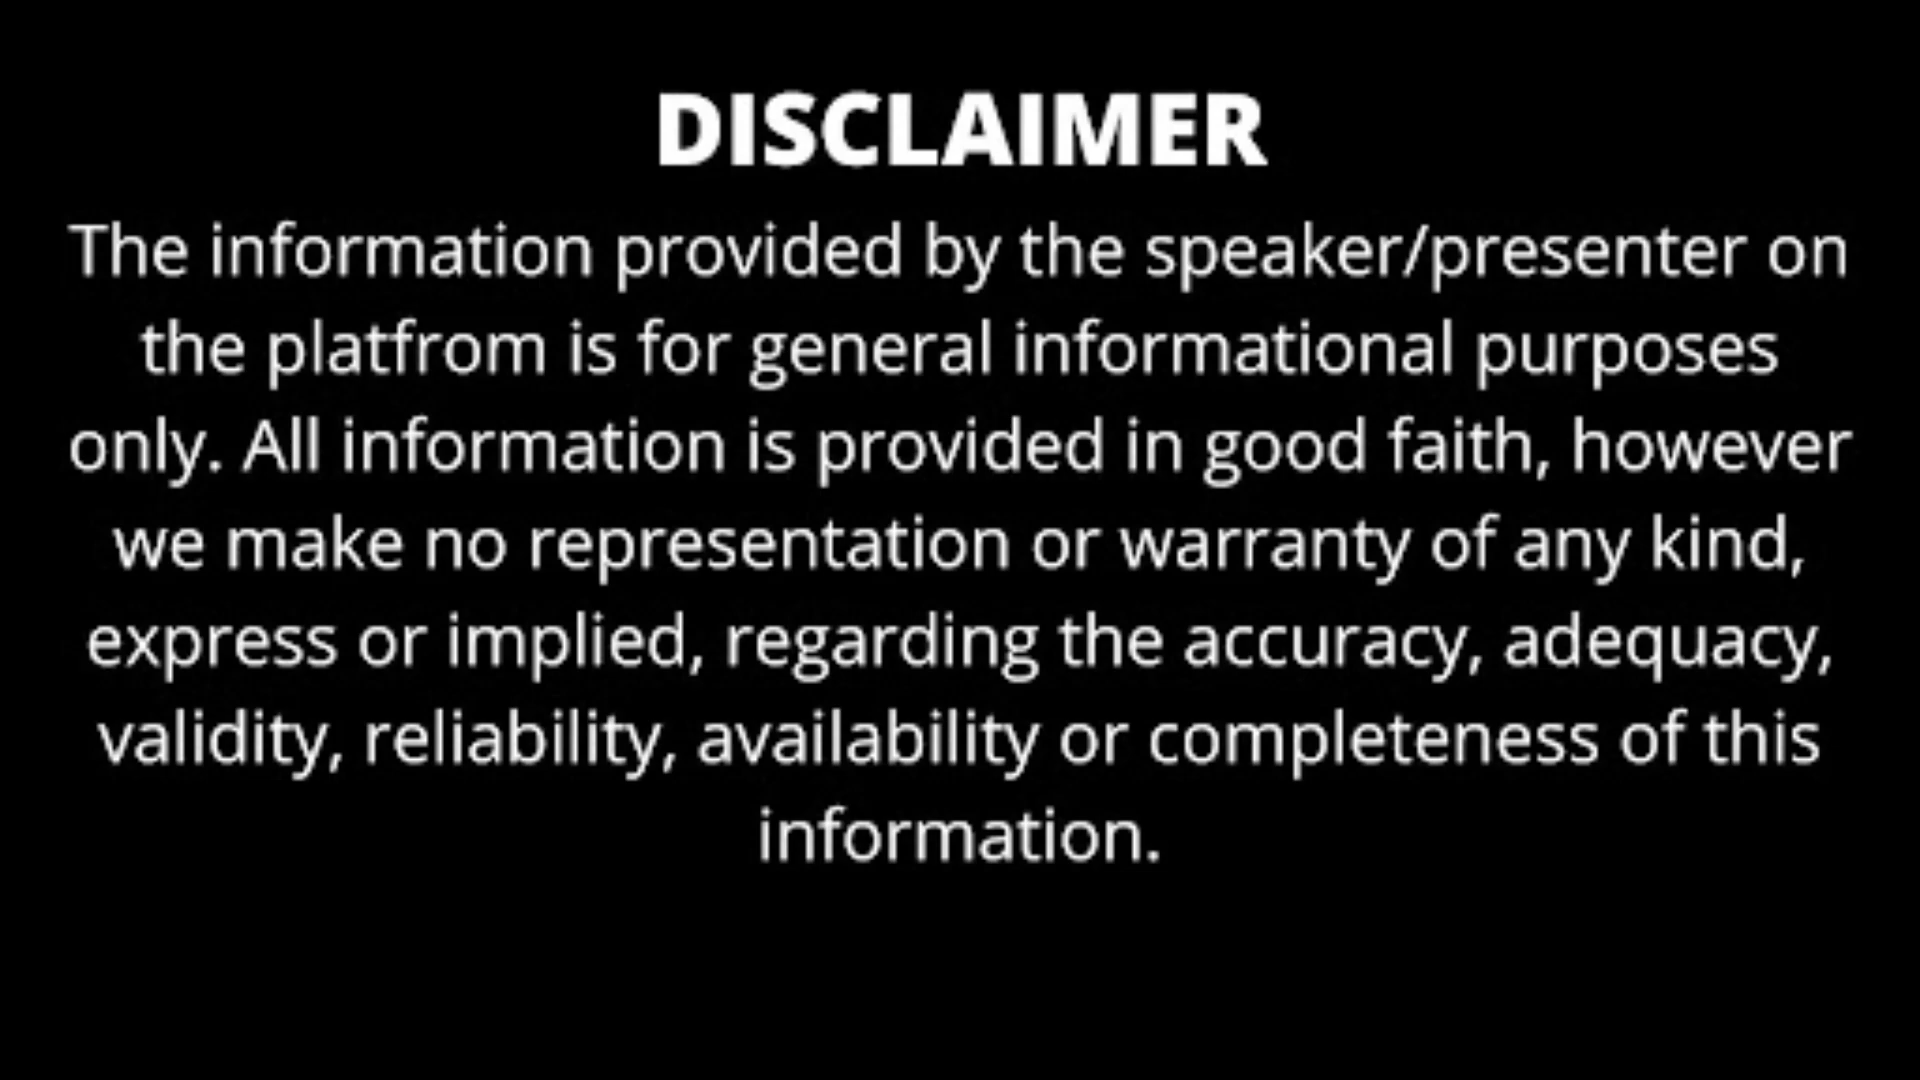 DISCLAIMER
The information provided by the speaker/presenter on
the platfrom is for general informational purposes
only. All information is provided in good faith, however
we make no representation or warranty of any kind,
express or implied, regarding the accuracy, adequacy,
validity, reliability, availability or completeness of this
information.